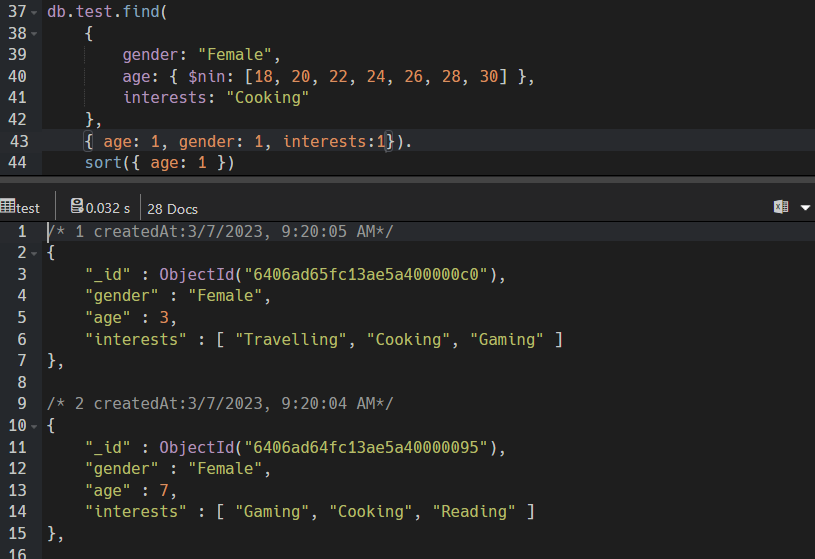 37 db.test.find(
38 {
39 gender: "Female",
40 age: { $nin: [18, 20, 22, 24, 26, 28, 30] },
41 interests: "Cooking"
42 },
43 { age: 1, gender: 1, interests:1}).
44 sort({ age: 1 })
test 0.032 s 28 Docs
1 /* 1 createdAt:3/7/2023, 9:20:05 AM*/
2 {
3 "_id" : ObjectId("6406ad65fc13ae5a400000c0"),
4 "gender" : "Female",
5 "age" : 3,
6 "interests" : [ "Travelling", "Cooking", "Gaming" ]
7 },
8
9 /* 2 createdAt:3/7/2023, 9:20:04 AM*/
10 {
11 "_id" : ObjectId("6406ad64fc13ae5a40000095"),
12 "gender" : "Female",
13 "age" : 7,
14 "interests" : [ "Gaming", "Cooking", "Reading" ]
15 },
16